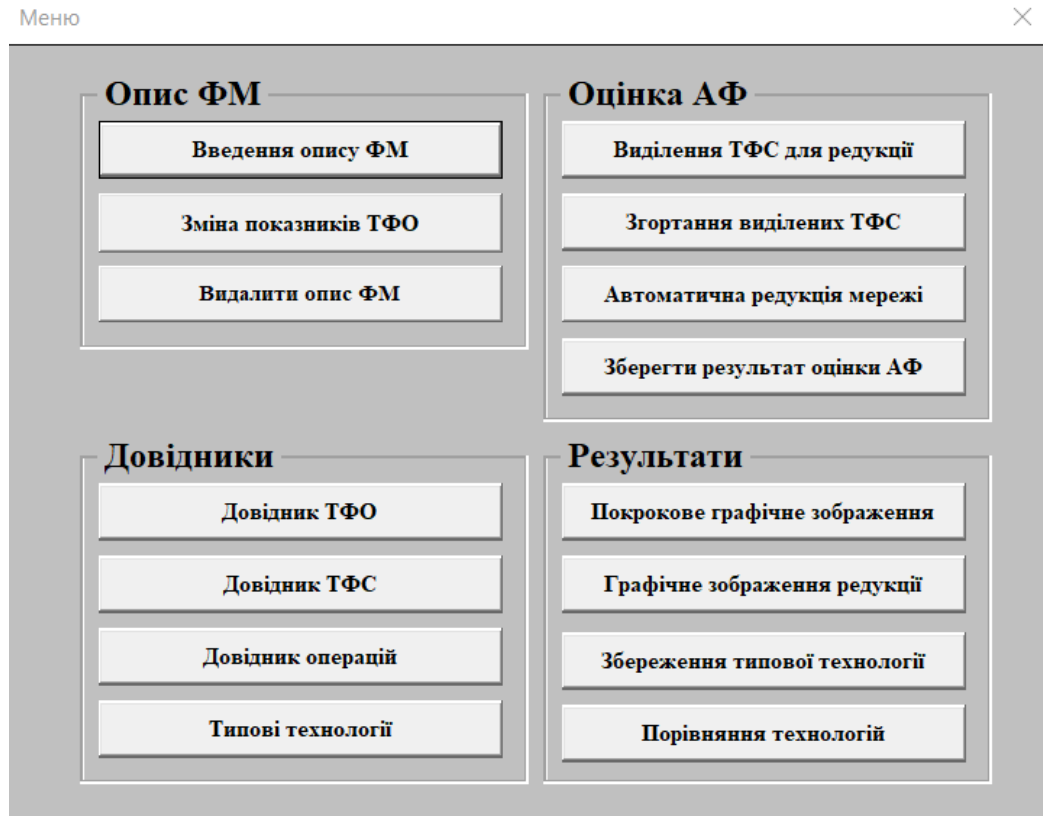 Меню
Опис ФМ
Введення опису ФМ
Зміна показників ТФО
Видалити опис ФМ
Оцінка АФ
Виділення ТФС для редукції
Згортання виділених ТФС
Автоматична редукція мережі
Зберегти результат оцінки АФ
Довідники
Довідник ТФО
Довідник ТФС
Довідник операцій
Типові технології
Результати
Покрокове графічне зображення
Графічне зображення редукції
Збереження типової технології
Порівняння технологій